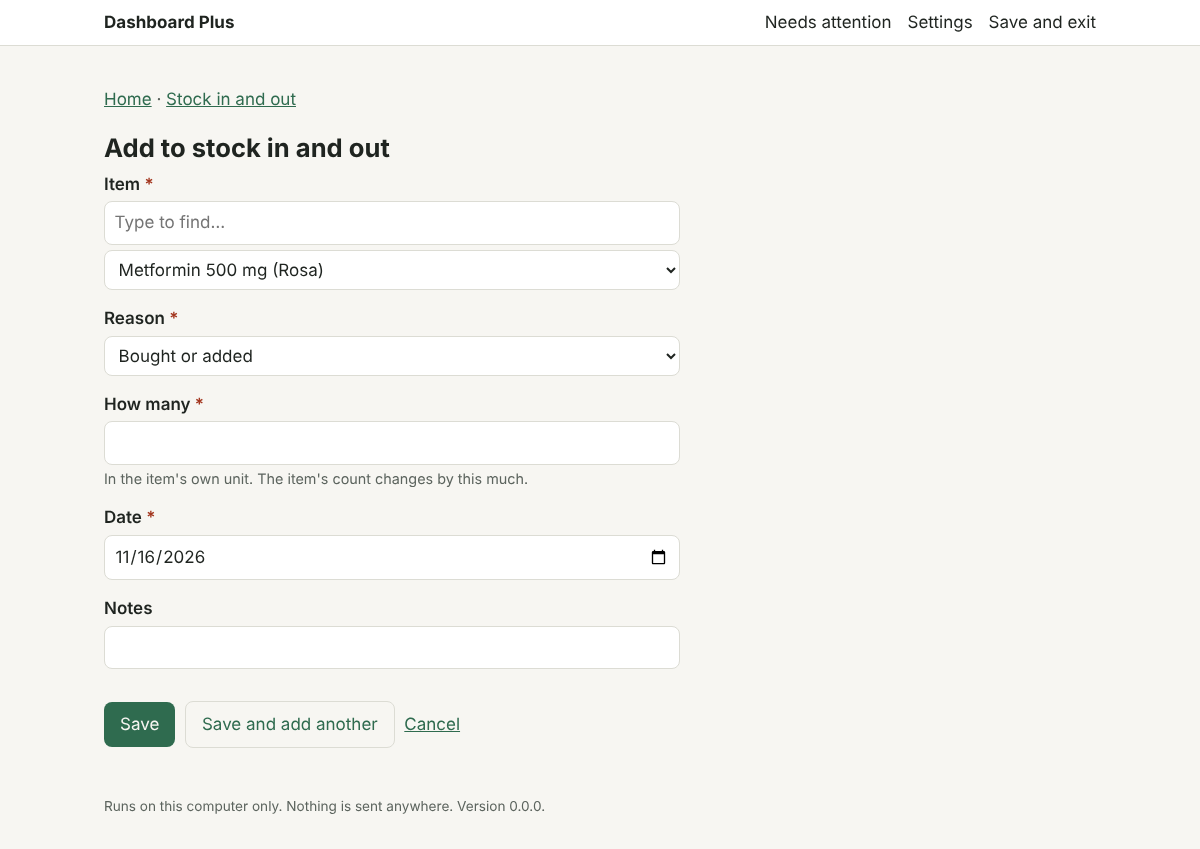 Dashboard Plus
Needs attention Settings Save and exit
Home · Stock in and out
Add to stock in and out
Item *
Type to find...
Metformin 500 mg (Rosa)
Reason *
Bought or added
How many *
In the item's own unit. The item's count changes by this much.
Date *
11/16/2026
Notes
Save Save and add another Cancel
Runs on this computer only. Nothing is sent anywhere. Version 0.0.0.